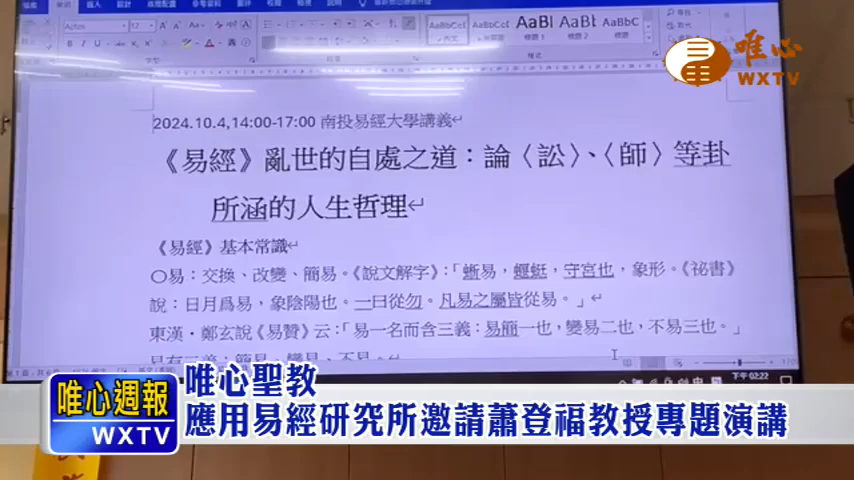 AaBl AaBb AaBbC
唯心
WXTV
2024.10.4,14:00-17:00 南投易經大學講義
《易經》亂世的自處之道：論〈訟〉、〈師〉等卦
所涵的人生哲理
《易經》基本常識
○易：交換、改變、簡易。《說文解字》：「蜥易，蝘蜓，守宮也，象形。《祕書》
說：日月爲易，象陰陽也。一曰從勿。凡易之屬皆從易。」
東漢・鄭玄說《易贊》云：「易一名而含三義：易簡一也，變易二也，不易三也。」
下午 02:22
唯心週報
WXTV
唯心聖教
應用易經研究所邀請蕭登福教授專題演講